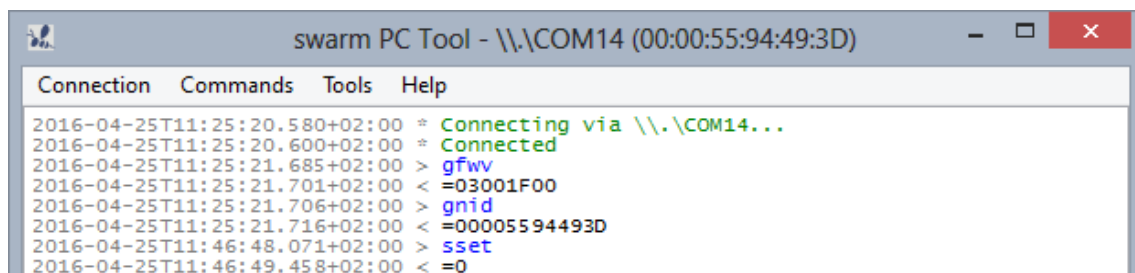 swarm PC Tool - \\.\COM14 (00:00:55:94:49:3D)
Connection Commands Tools Help
2016-04-25T11:25:20.580+02:00 * Connecting via \\.\COM14...
2016-04-25T11:25:20.600+02:00 * Connected
2016-04-25T11:25:21.685+02:00 > gfwv
2016-04-25T11:25:21.701+02:00 < =03001F00
2016-04-25T11:25:21.706+02:00 > gnid
2016-04-25T11:25:21.716+02:00 < =00005594493D
2016-04-25T11:46:48.071+02:00 > sset
2016-04-25T11:46:49.458+02:00 < =0